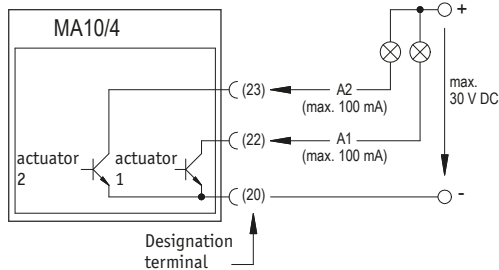 MA10/4
+
(23)
A2
(max. 100 mA)
max.
30 V DC
(22)
A1
(max. 100 mA)
actuator
2
actuator
1
(20)
-
Designation
terminal